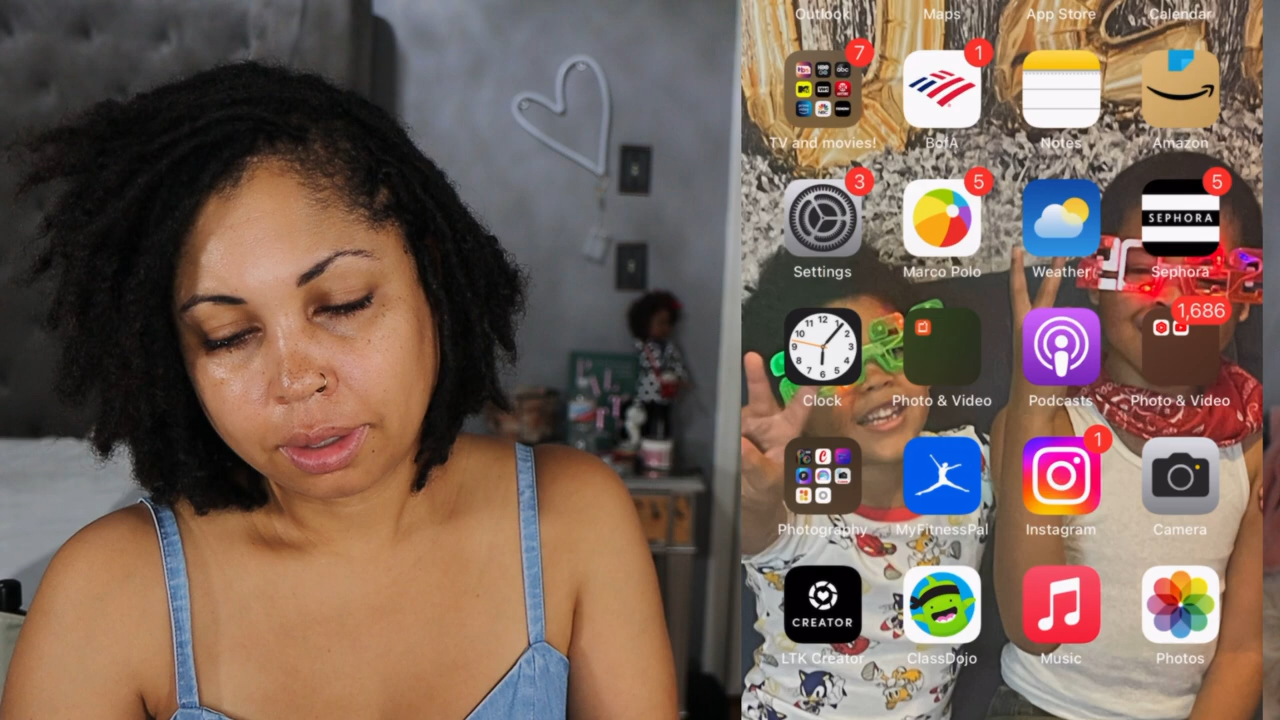 Outlook Maps App Store Calendar
7 1
TV and movies! BofA Notes Amazon
3 5 5
SEPHORA
Settings Marco Polo Weather Sephora
1,686
Clock Photo & Video Podcasts Photo & Video
1
Photography MyFitnessPal Instagram Camera
CREATOR
LTK Creator ClassDojo Music Photos